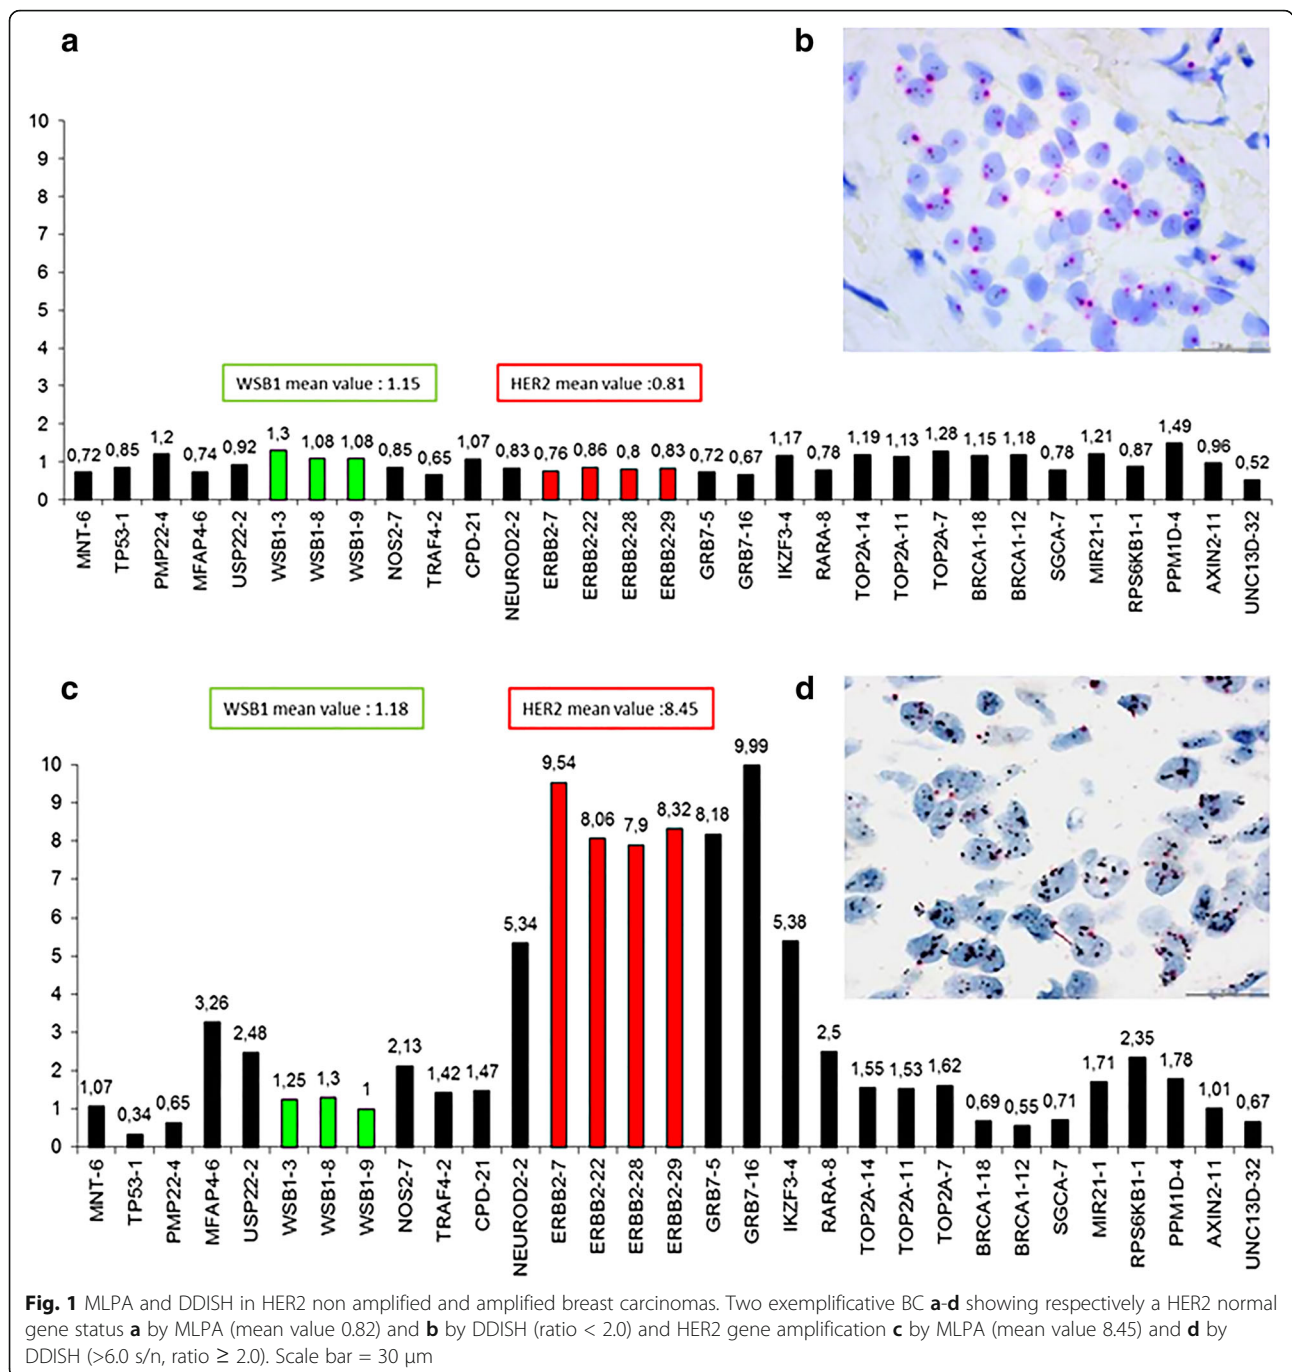 a
b
10
9
8
7
6
5
4
3
2
1
0
WSB1 mean value : 1.15
HER2 mean value :0.81
0,72 0,85 1,2 0,74 0,92 1,3 1,08 1,08 0,85 0,65 1,07 0,83 0,76 0,86 0,8 0,83 0,72 0,67 1,17 0,78 1,19 1,13 1,28 1,15 1,18 0,78 1,21 0,87 1,49 0,96 0,52
MNT-6 TP53-1 PMP22-4 MFAP4-6 USP22-2 WSB1-3 WSB1-8 WSB1-9 NOS2-7 TRAF4-2 CPD-21 NEUROD2-2 ERBB2-7 ERBB2-22 ERBB2-28 ERBB2-29 GRB7-5 GRB7-16 IKZF3-4 RARA-8 TOP2A-14 TOP2A-11 TOP2A-7 BRCA1-18 BRCA1-12 SGCA-7 MIR21-1 RPS6KB1-1 PPM1D-4 AXIN2-11 UNC13D-32
c
d
WSB1 mean value : 1.18
HER2 mean value :8.45
10
9
8
7
6
5
4
3
2
1
0
1,07 0,34 0,65 3,26 2,48 1,25 1,3 1 2,13 1,42 1,47 5,34 9,54 8,06 7,9 8,32 8,18 9,99 5,38 2,5 1,55 1,53 1,62 0,69 0,55 0,71 1,71 2,35 1,78 1,01 0,67
MNT-6 TP53-1 PMP22-4 MFAP4-6 USP22-2 WSB1-3 WSB1-8 WSB1-9 NOS2-7 TRAF4-2 CPD-21 NEUROD2-2 ERBB2-7 ERBB2-22 ERBB2-28 ERBB2-29 GRB7-5 GRB7-16 IKZF3-4 RARA-8 TOP2A-14 TOP2A-11 TOP2A-7 BRCA1-18 BRCA1-12 SGCA-7 MIR21-1 RPS6KB1-1 PPM1D-4 AXIN2-11 UNC13D-32
Fig. 1 MLPA and DDISH in HER2 non amplified and amplified breast carcinomas. Two exemplificative BC a-d showing respectively a HER2 normal
gene status a by MLPA (mean value 0.82) and b by DDISH (ratio < 2.0) and HER2 gene amplification c by MLPA (mean value 8.45) and d by
DDISH (>6.0 s/n, ratio ≥ 2.0). Scale bar = 30 μm